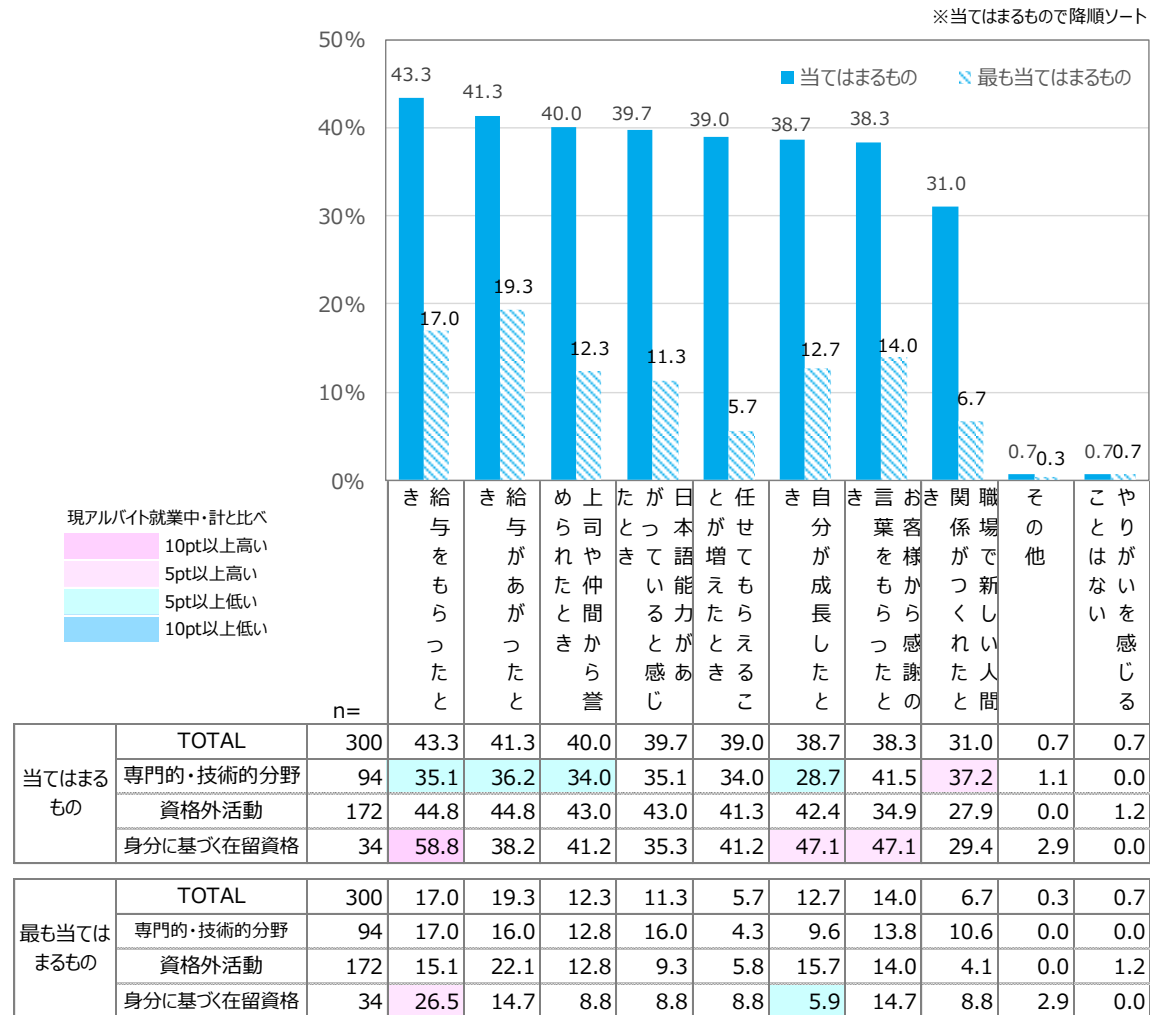 ※当てはまるもので降順ソート
50%
40%
30%
20%
10%
0%
当てはまるもの
最も当てはまるもの
43.3
41.3
40.0
39.7
39.0
38.7
38.3
31.0
0.7
0.7
17.0
19.3
12.3
11.3
5.7
12.7
14.0
6.7
0.3
0.7
現アルバイト就業中・計と比べ
10pt以上高い
5pt以上高い
5pt以上低い
10pt以上低い
給与をもらったと
き
給与があがったと
き
上司や仲間から誉
められたとき
日本語能力があ
がっていると感じ
たとき
任せてもらえるこ
とが増えたとき
自分が成長したと
き
お客様から感謝の
言葉をもらったと
き
職場で新しい人間
関係がつくれたと
き
その他
やりがいを感じる
ことはない
n=
当てはまる
もの
TOTAL 300 43.3 41.3 40.0 39.7 39.0 38.7 38.3 31.0 0.7 0.7
専門的・技術的分野 94 35.1 36.2 34.0 35.1 34.0 28.7 41.5 37.2 1.1 0.0
資格外活動 172 44.8 44.8 43.0 43.0 41.3 42.4 34.9 27.9 0.0 1.2
身分に基づく在留資格 34 58.8 38.2 41.2 35.3 41.2 47.1 47.1 29.4 2.9 0.0
最も当ては
まるもの
TOTAL 300 17.0 19.3 12.3 11.3 5.7 12.7 14.0 6.7 0.3 0.7
専門的・技術的分野 94 17.0 16.0 12.8 16.0 4.3 9.6 13.8 10.6 0.0 0.0
資格外活動 172 15.1 22.1 12.8 9.3 5.8 15.7 14.0 4.1 0.0 1.2
身分に基づく在留資格 34 26.5 14.7 8.8 8.8 8.8 5.9 14.7 8.8 2.9 0.0